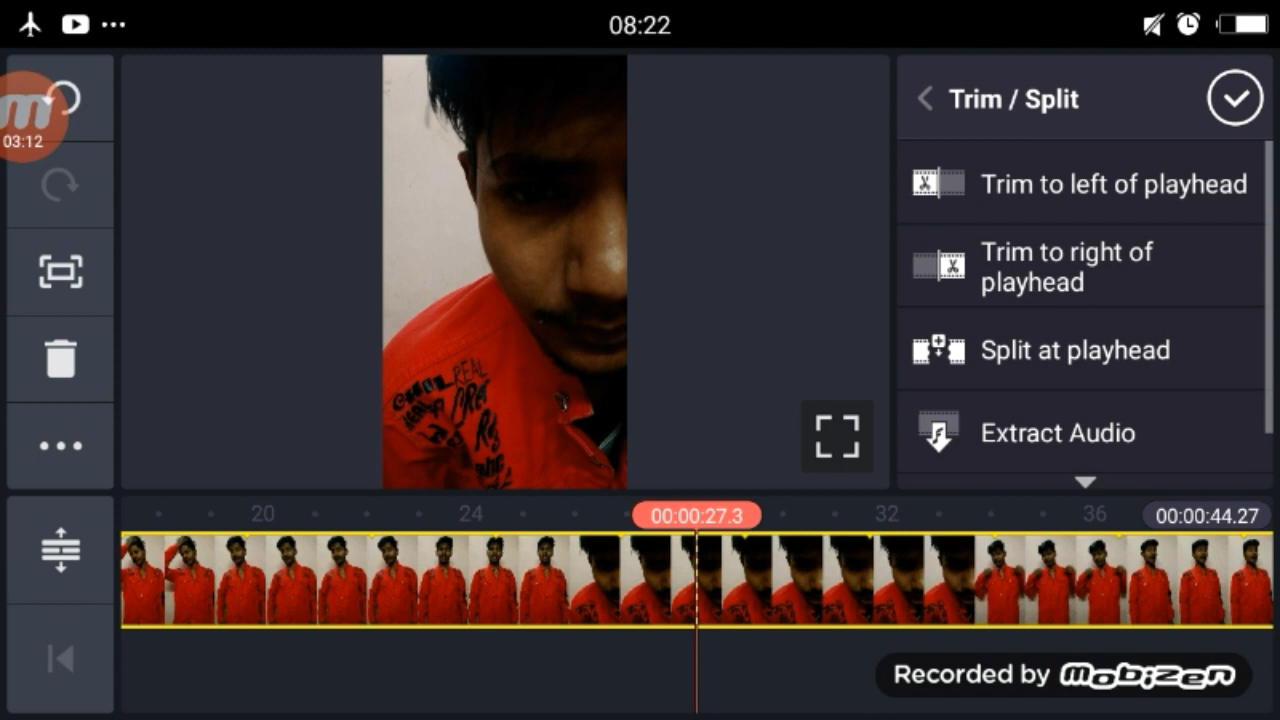 08:22
03:12
Trim / Split
Trim to left of playhead
Trim to right of
playhead
Split at playhead
Extract Audio
REAL
20
24
00:00:27.3
32
36
00:00:44.27
Recorded by mobizen